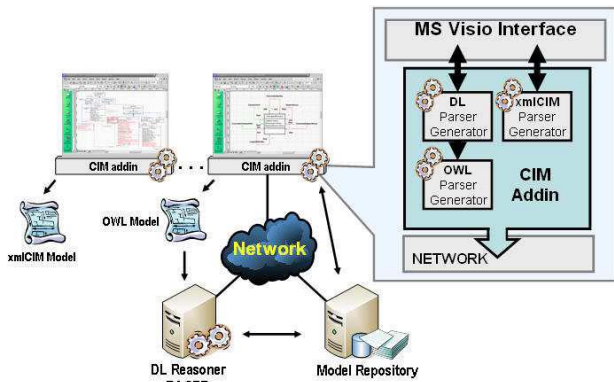 MS Visio Interface
DL
Parser
Generator
xmlCIM
Parser
Generator
OWL
Parser
Generator
CIM
Addin
NETWORK
CIM addin
. . .
CIM addin
xmlCIM Model
OWL Model
Network
DL Reasoner
Model Repository